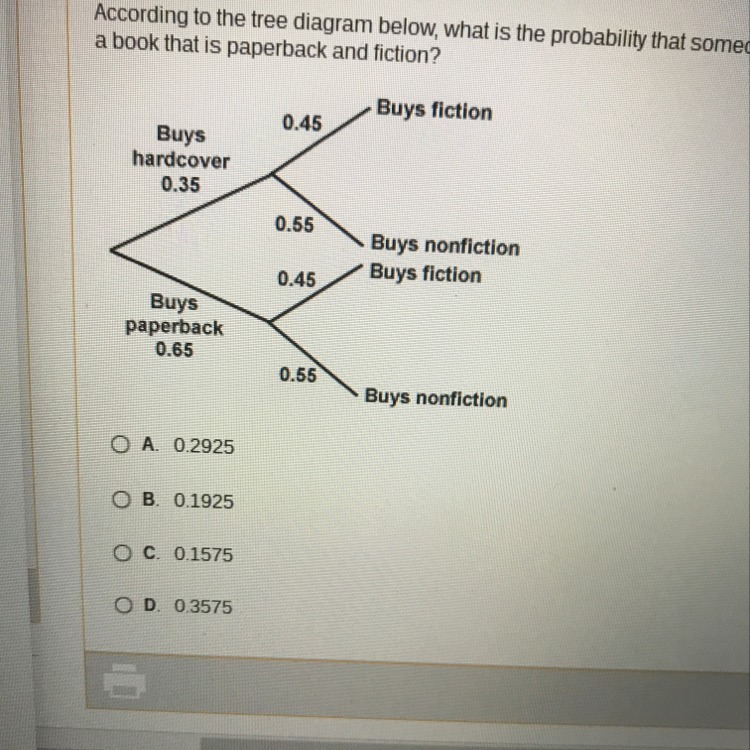 According to the tree diagram below, what is the probability that
a book that is paperback and fiction?
Buys fiction
0.45
Buys
hardcover
0.35
0.55
Buys nonfiction
0.45
Buys fiction
Buys
paperback
0.65
0.55
Buys nonfiction
A. 0.2925
B. 0.1925
C. 0.1575
D. 0.3575